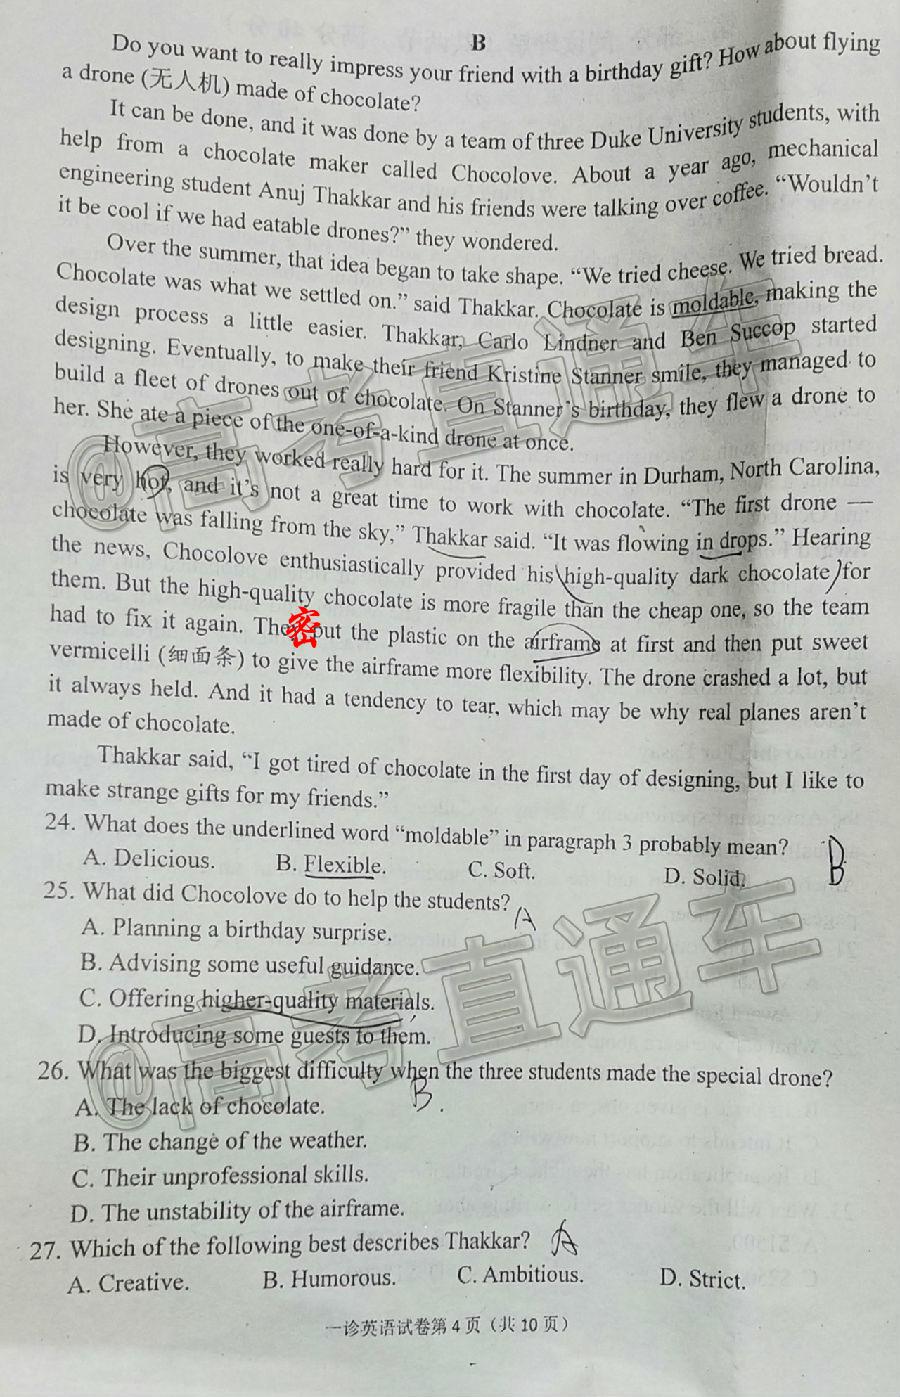 B
Do you want to really impress your friend with a birthday gift? How about flying
a drone (无人机) made of chocolate?
It can be done, and it was done by a team of three Duke University students, with
help from a chocolate maker called Chocolove. About a year ago, mechanical
engineering student Anuj Thakkar and his friends were talking over coffee. “Wouldn’t
it be cool if we had eatable drones?” they wondered.
Over the summer, that idea began to take shape. “We tried cheese. We tried bread.
Chocolate was what we settled on.” said Thakkar. Chocolate is moldable, making the
design process a little easier. Thakkar, Carlo Lindner and Ben Succop started
designing. Eventually, to make their friend Kristine Stanner smile, they managed to
build a fleet of drones out of chocolate. On Stanner’s birthday, they flew a drone to
her. She ate a piece of the one-of-a-kind drone at once.
However, they worked really hard for it. The summer in Durham, North Carolina,
is very hot, and it’s not a great time to work with chocolate. “The first drone —
chocolate was falling from the sky,” Thakkar said. “It was flowing in drops.” Hearing
the news, Chocolove enthusiastically provided his high-quality dark chocolate for
them. But the high-quality chocolate is more fragile than the cheap one, so the team
had to fix it again. They put the plastic on the airframe at first and then put sweet
vermicelli (细面条) to give the airframe more flexibility. The drone crashed a lot, but
it always held. And it had a tendency to tear, which may be why real planes aren’t
made of chocolate.
Thakkar said, “I got tired of chocolate in the first day of designing, but I like to
make strange gifts for my friends.”
24. What does the underlined word “moldable” in paragraph 3 probably mean?
A. Delicious. B. Flexible. C. Soft. D. Solid.
D
B
25. What did Chocolove do to help the students?
A
A. Planning a birthday surprise.
B. Advising some useful guidance.
C. Offering higher-quality materials.
D. Introducing some guests to them.
26. What was the biggest difficulty when the three students made the special drone?
B.
A. The lack of chocolate.
B. The change of the weather.
C. Their unprofessional skills.
D. The unstability of the airframe.
27. Which of the following best describes Thakkar? A
A. Creative. B. Humorous. C. Ambitious. D. Strict.
一诊英语试卷第 4 页（共 10 页）
@高考直通车
@高考直通车
密